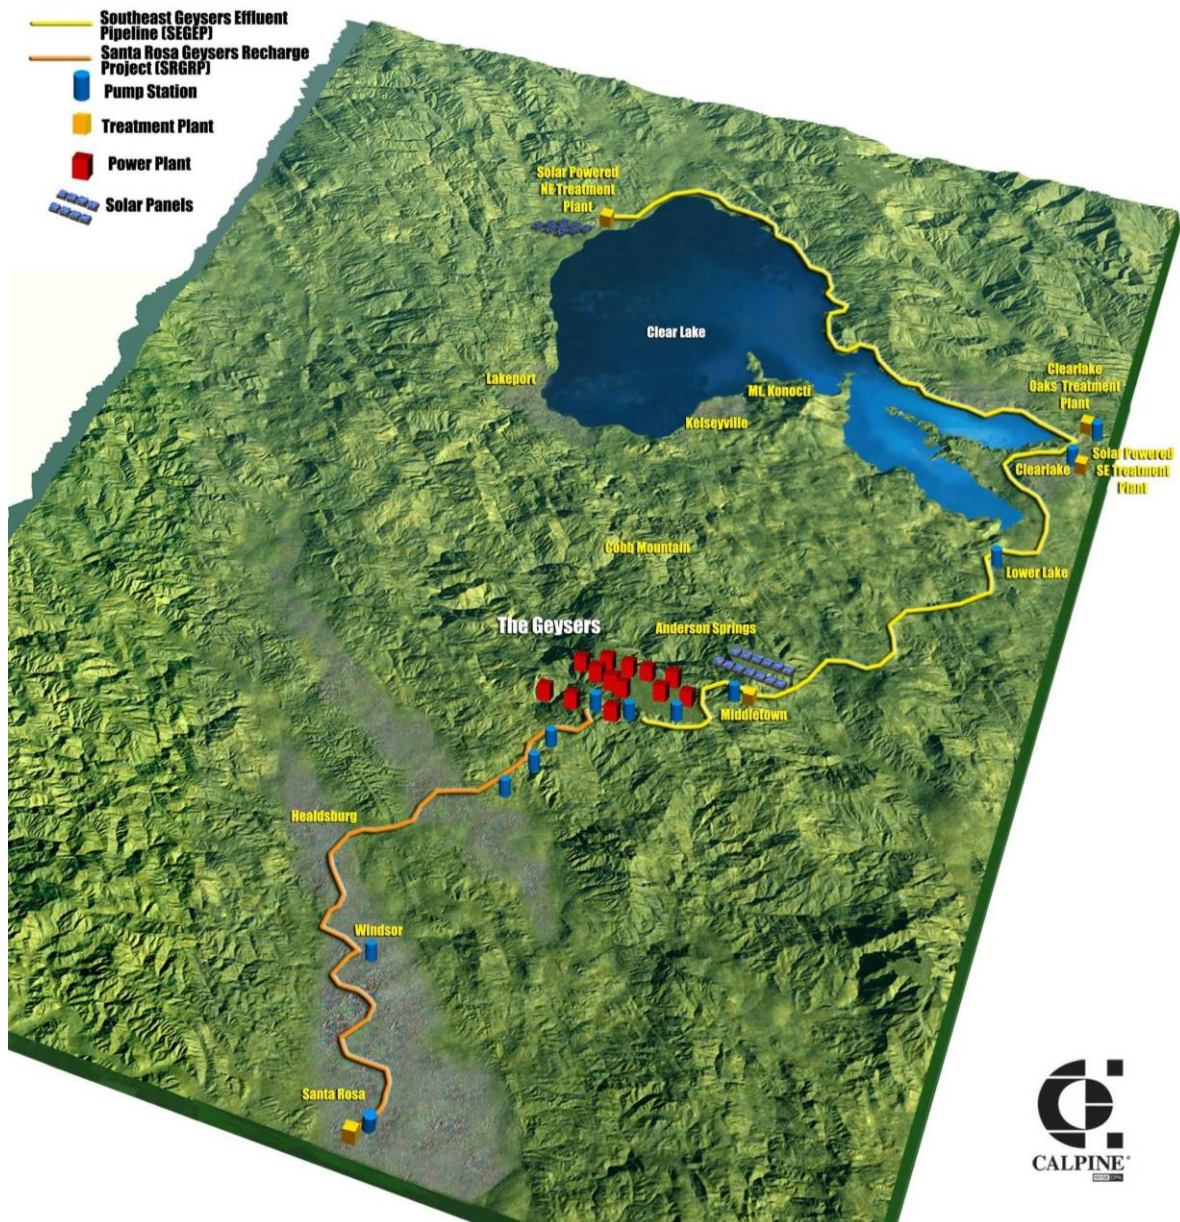 Southeast Geysers Effluent
Pipeline (SEGEP)
Santa Rosa Geysers Recharge
Project (SRGRP)
Pump Station
Treatment Plant
Power Plant
Solar Panels
Solar Powered
NE Treatment
Plant
Clear Lake
Lakeport
Mt. Konocti
Kelseyville
Clearlake
Oaks Treatment
Plant
Clearlake
Solar Powered
SE Treatment
Plant
Cobb Mountain
Lower Lake
The Geysers
Anderson Springs
Middletown
Healdsburg
Windsor
Santa Rosa
CALPINE®
NYSE CPN